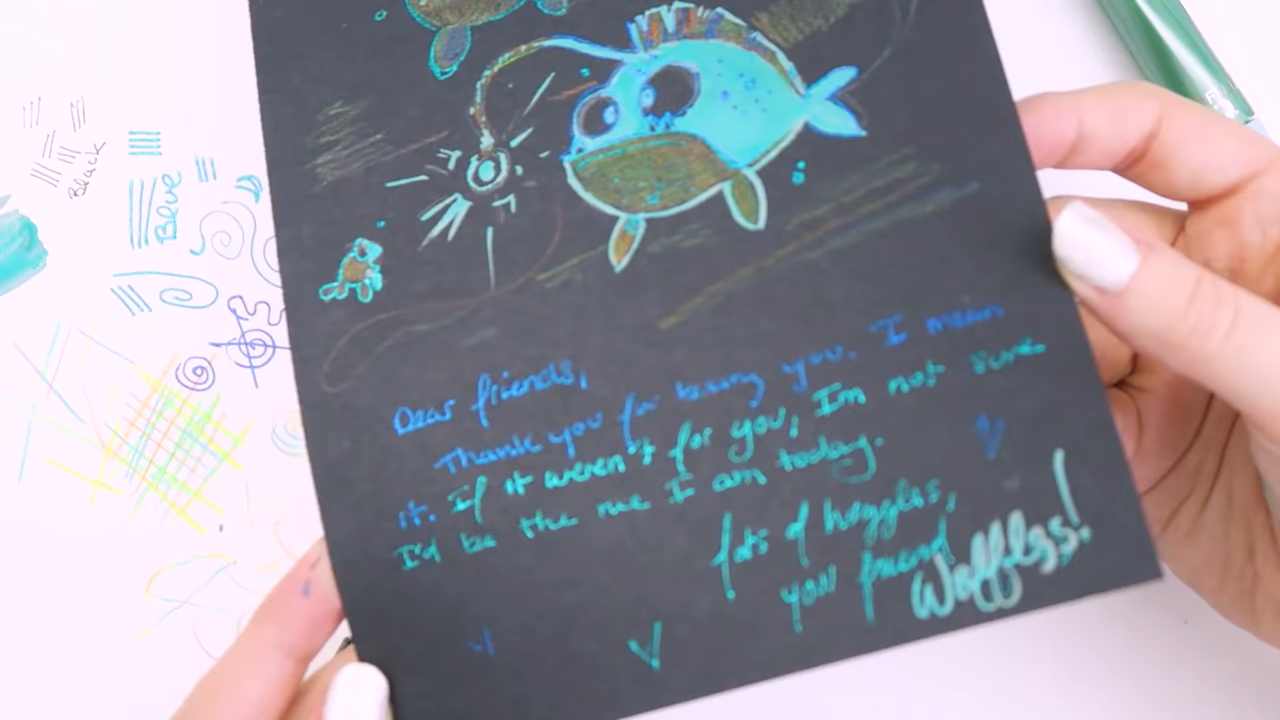 Black
Blue
Dear friends,
Thank you for being you. I mean
it. If it weren't for you, Im not sure
I'd be the me I am today.
Lots of huggles,
your friend
Waffles!